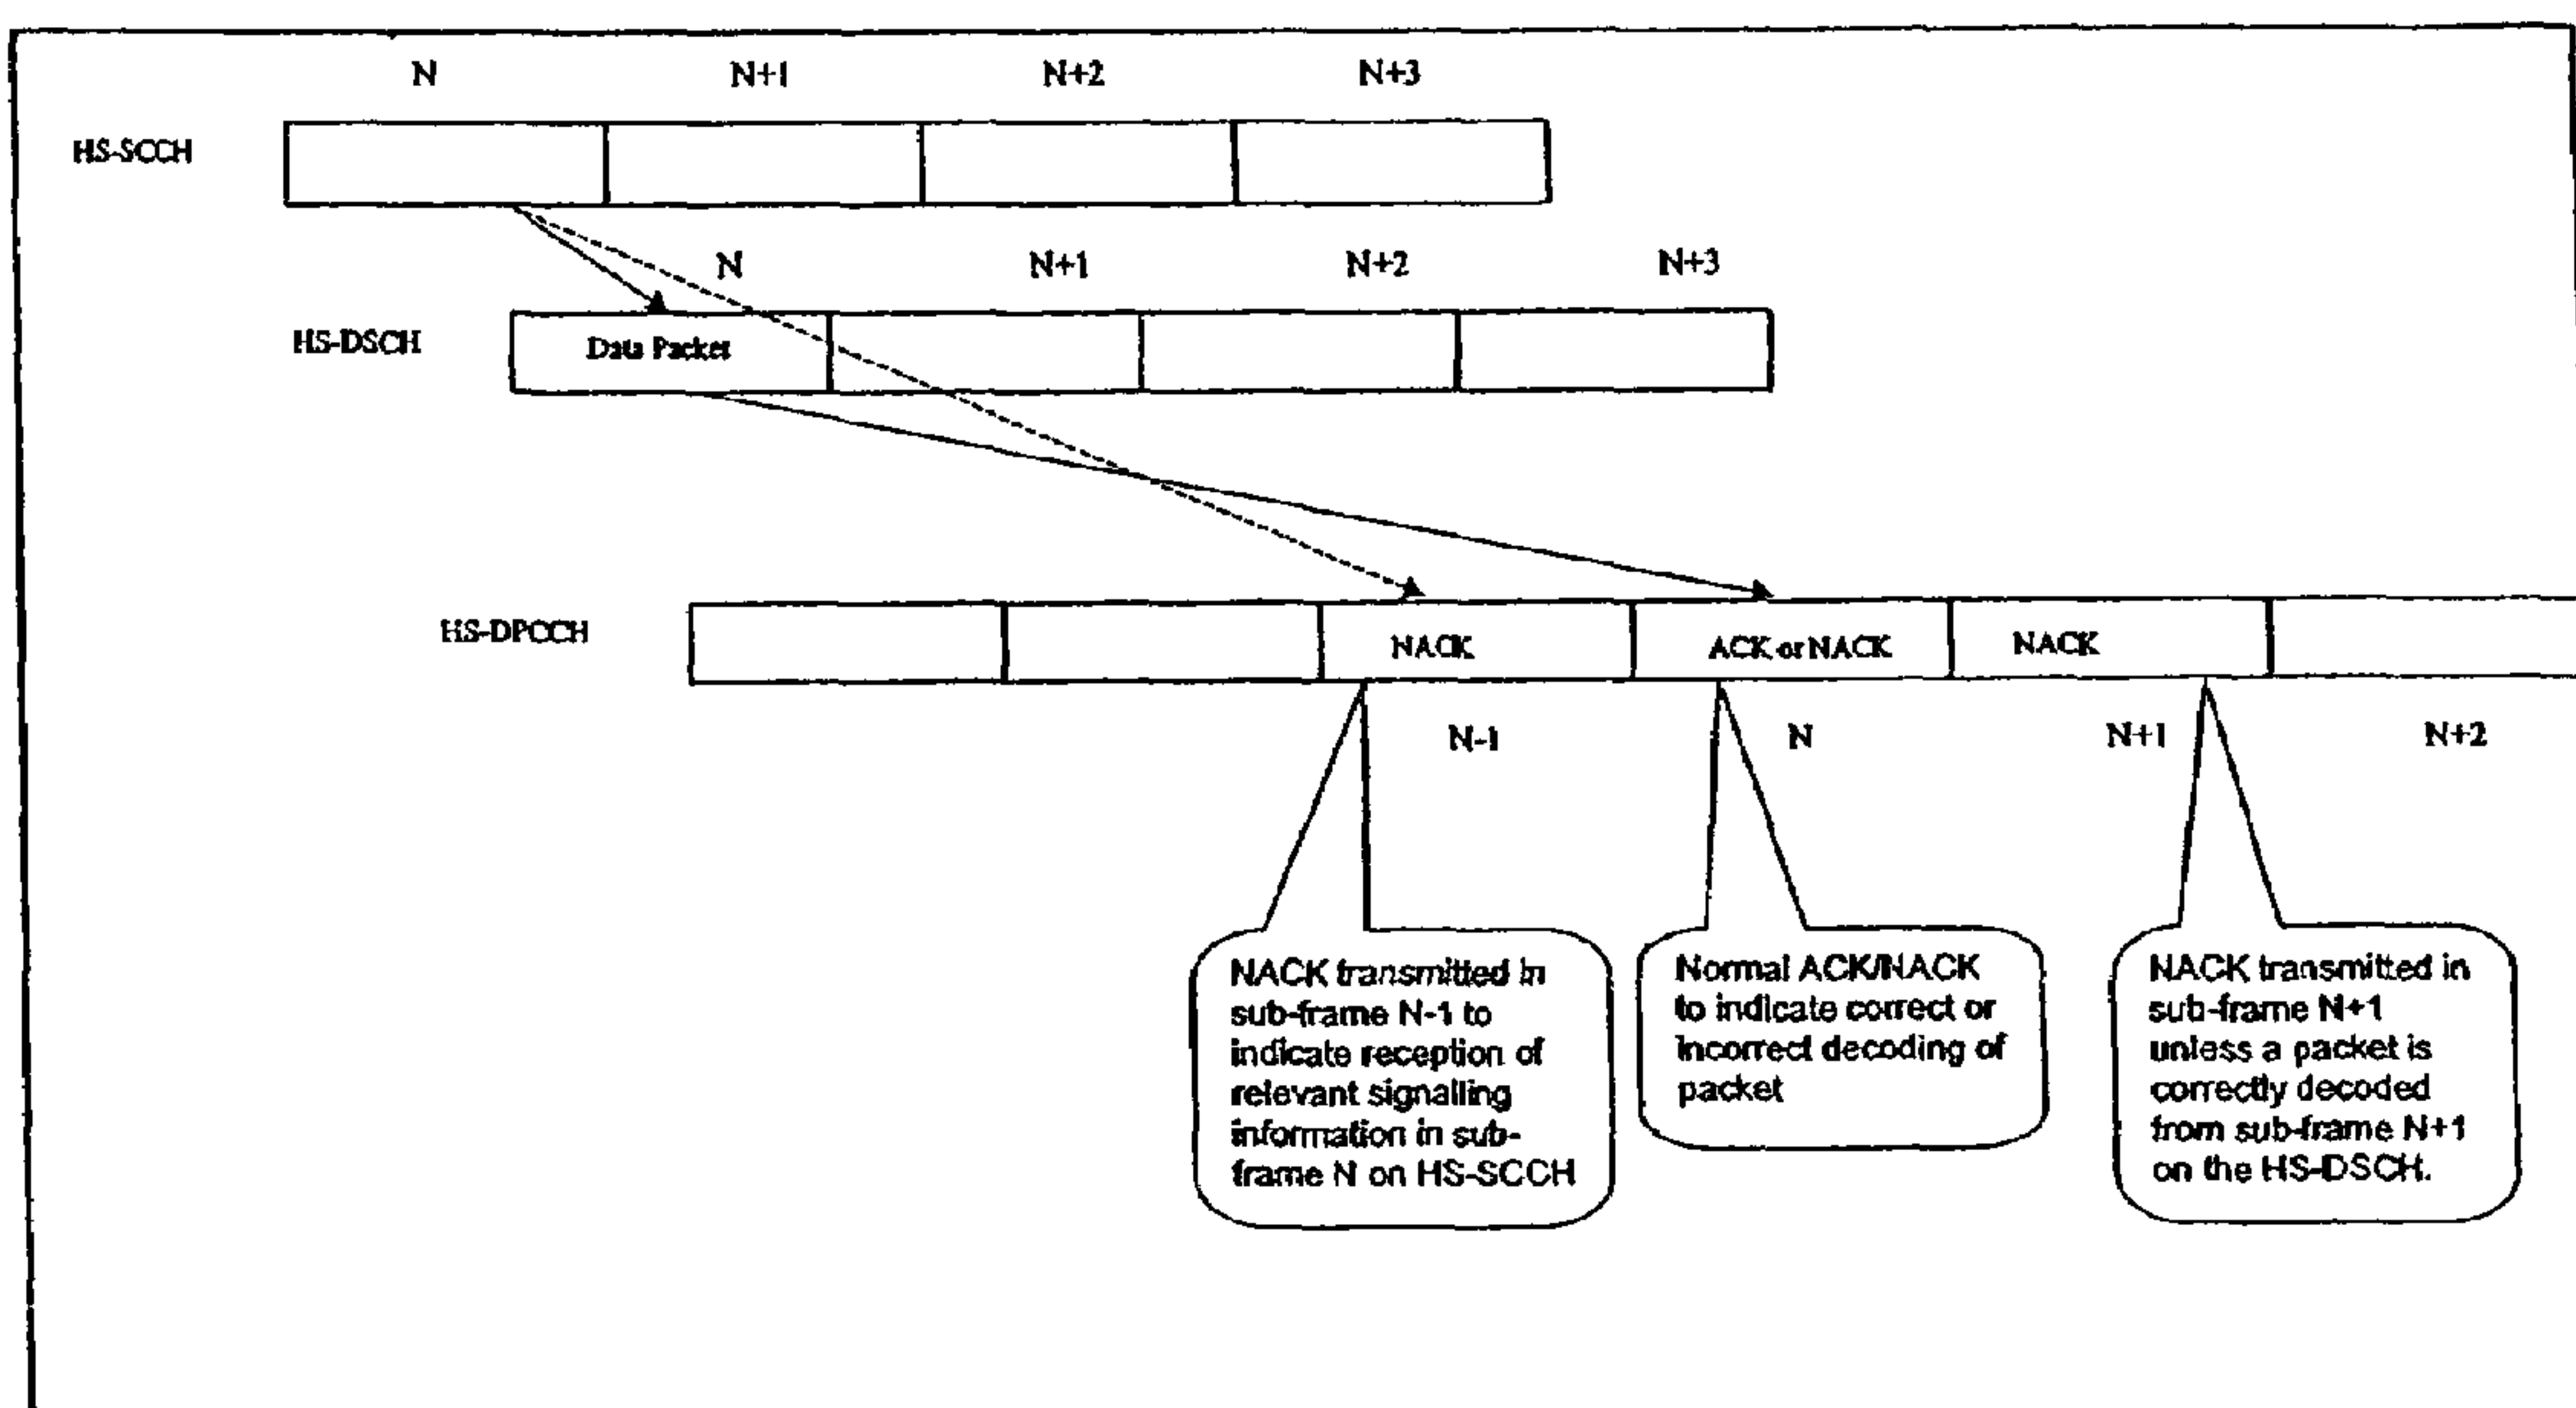 N N+1 N+2 N+3
HS-SCCH
N N+1 N+2 N+3
HS-DSCH Data Packet
HS-DPCCH NACK ACK or NACK NACK
N-1 N N+1 N+2
NACK transmitted in
sub-frame N-1 to
indicate reception of
relevant signalling
information in sub-
frame N on HS-SCCH
Normal ACK/NACK
to indicate correct or
incorrect decoding of
packet
NACK transmitted in
sub-frame N+1
unless a packet is
correctly decoded
from sub-frame N+1
on the HS-DSCH.